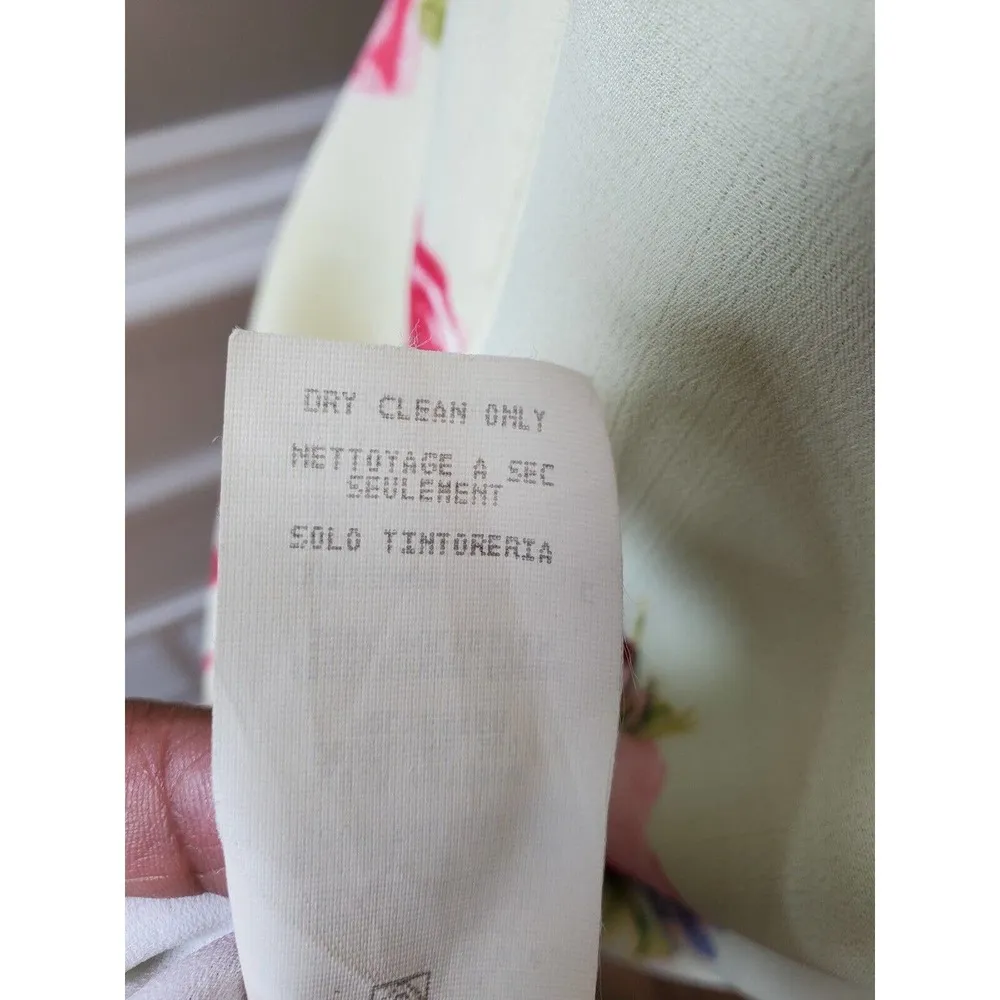 DRY CLEAN ONLY
NETTOYAGE A SEC
SEULEMENT
SOLO TINTORERIA